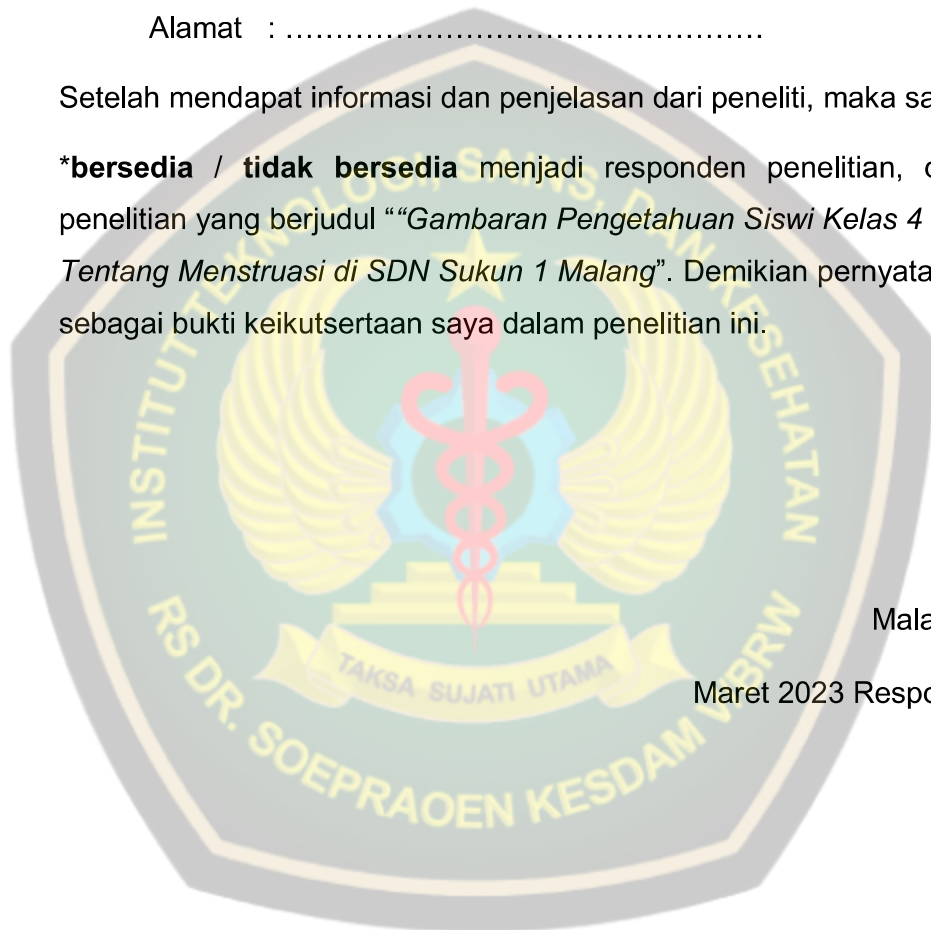 Alamat : ................................................
Setelah mendapat informasi dan penjelasan dari peneliti, maka sa
*bersedia / tidak bersedia menjadi responden penelitian,
penelitian yang berjudul ““Gambaran Pengetahuan Siswi Kelas 4
Tentang Menstruasi di SDN Sukun 1 Malang”. Demikian pernyata
sebagai bukti keikutsertaan saya dalam penelitian ini.
INSTITUT TEKNOLOGI, SAINS, DAN KESEHATAN
TAKSA SUJATI UTAMA
RS DR. SOEPRAOEN KESDAM V/BRW
Mala
Maret 2023 Respo